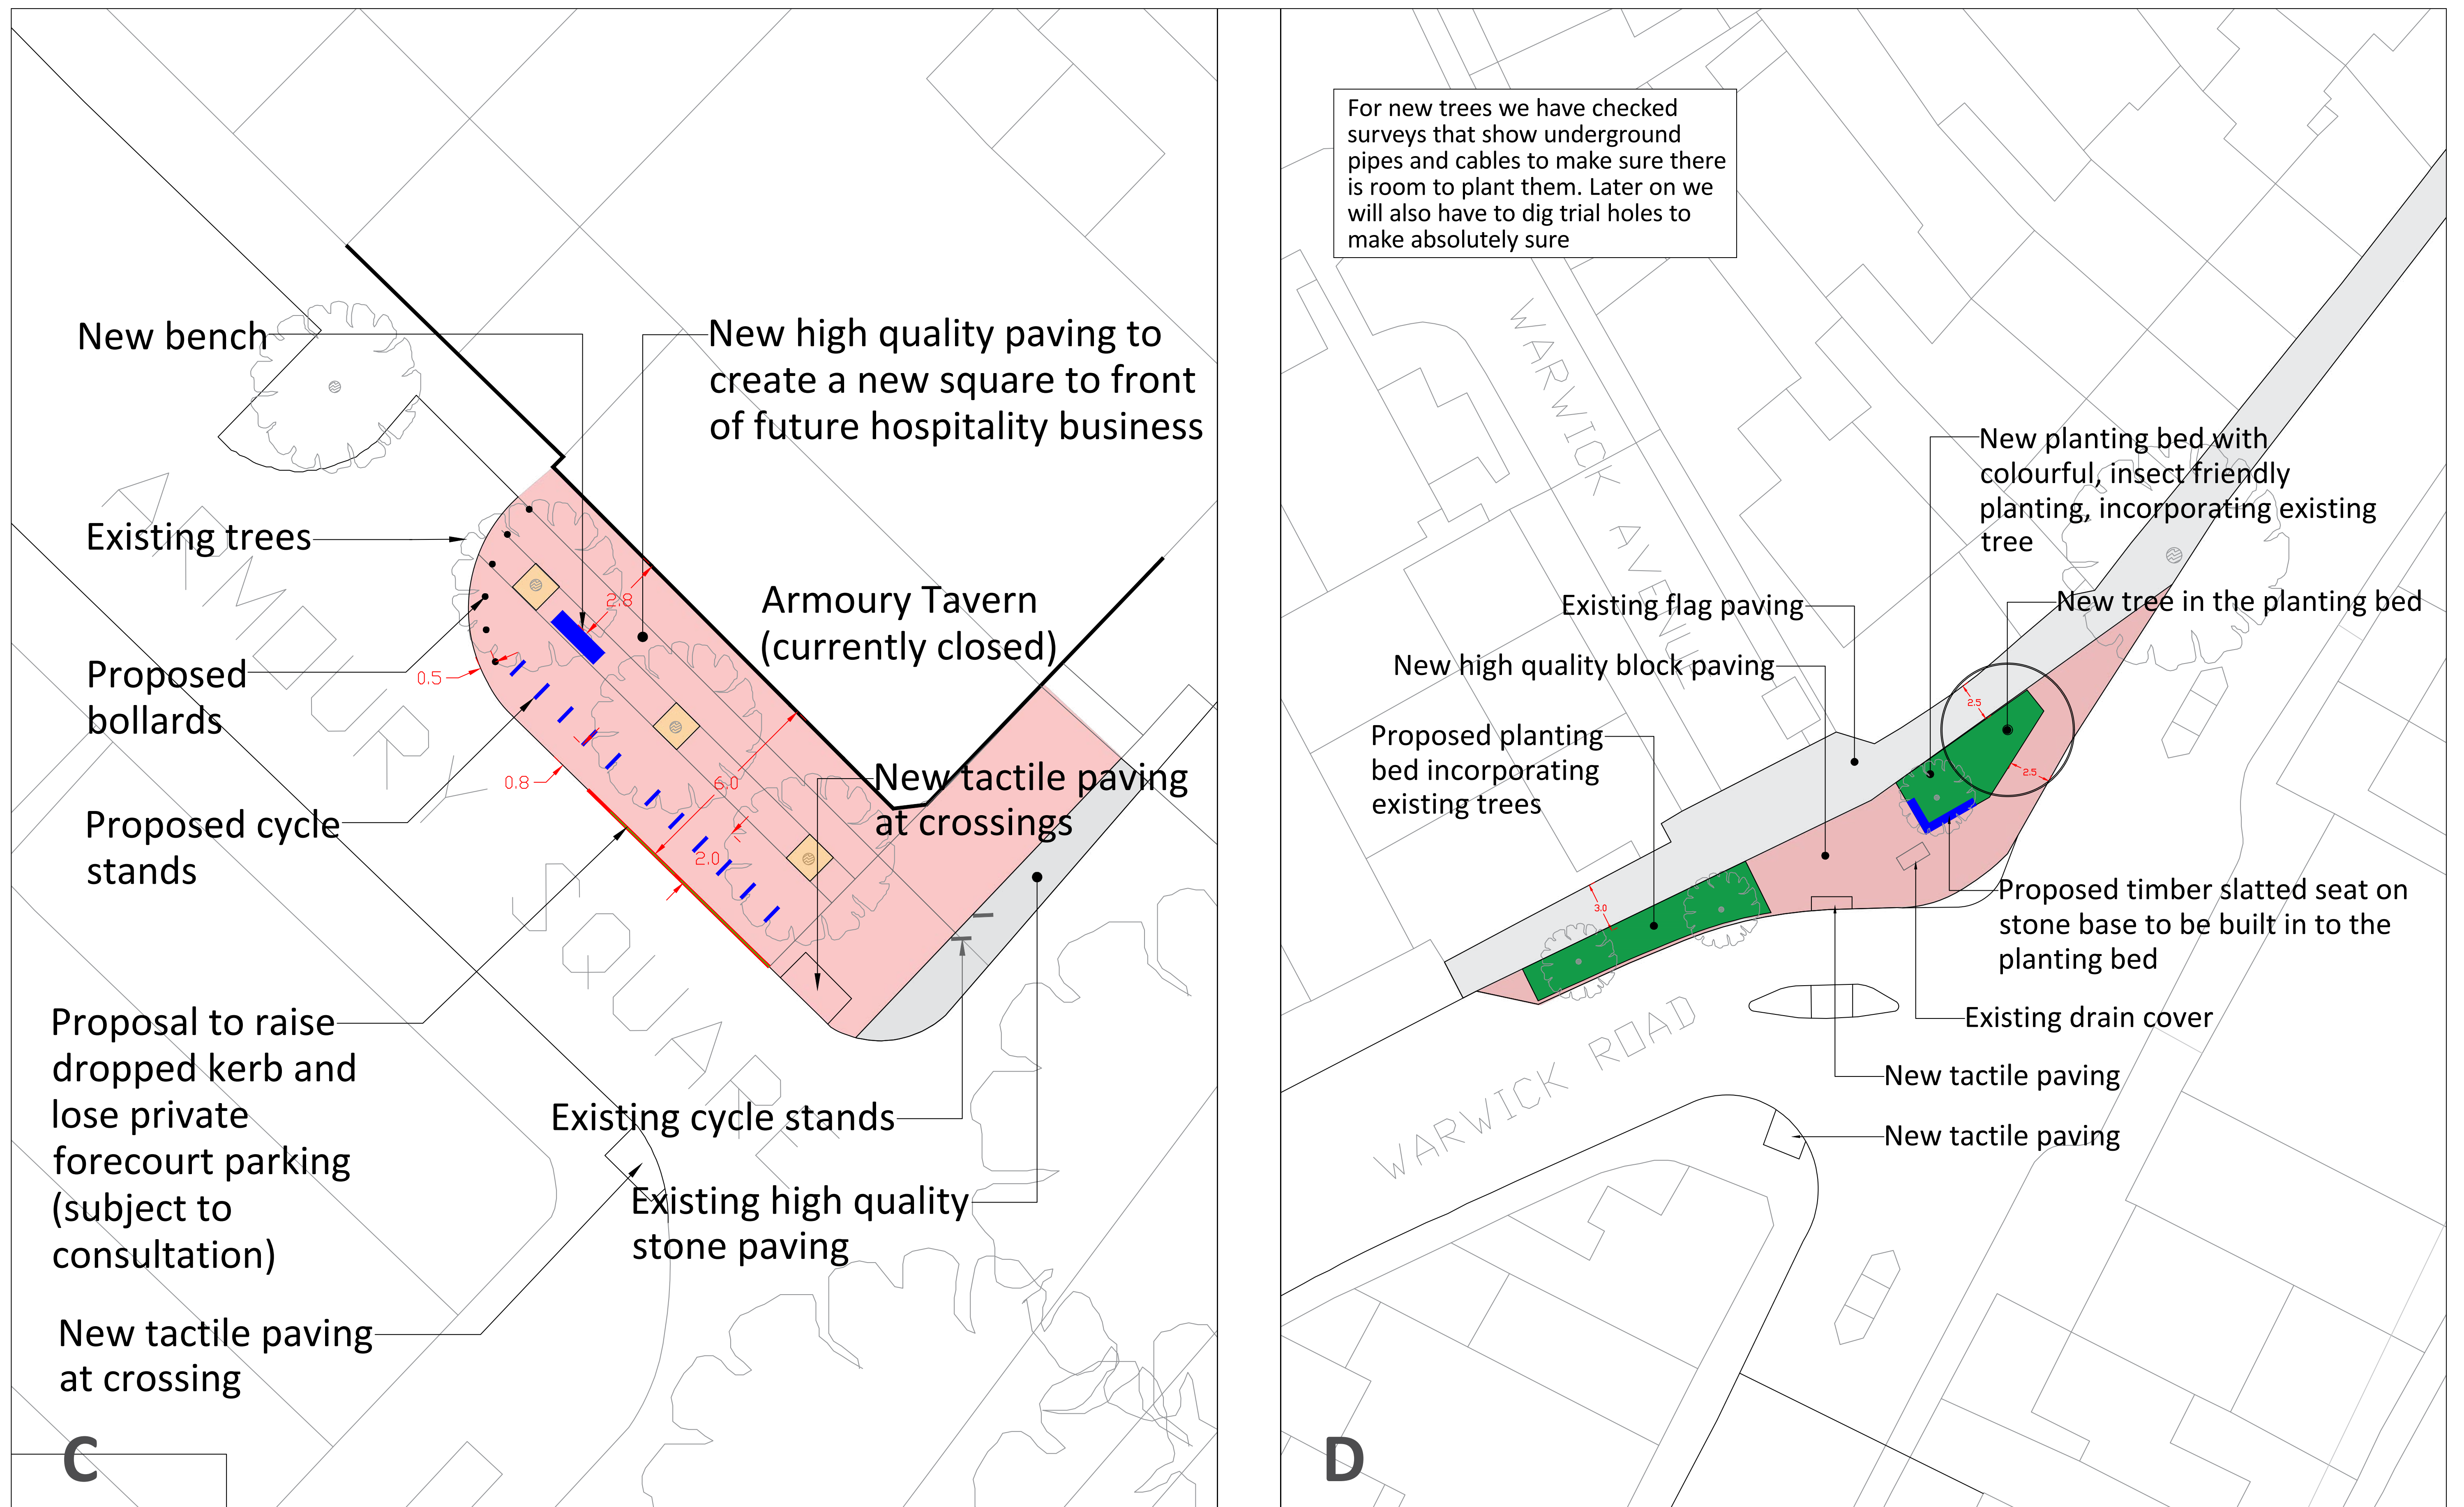 New bench
New high quality paving to
create a new square to front
of future hospitality business
Existing trees
2.8
Armoury Tavern
(currently closed)
Proposed
bollards
0.5
0.8
6.0
New tactile paving
at crossings
Proposed cycle
stands
2.0
ARMOURY SQUARE
Proposal to raise
dropped kerb and
lose private
forecourt parking
(subject to
consultation)
Existing cycle stands
Existing high quality
stone paving
New tactile paving
at crossing
C
For new trees we have checked
surveys that show underground
pipes and cables to make sure there
is room to plant them. Later on we
will also have to dig trial holes to
make absolutely sure
WARWICK AVENUE
New planting bed with
colourful, insect friendly
planting, incorporating existing
tree
Existing flag paving
New tree in the planting bed
New high quality block paving
2.5
Proposed planting
bed incorporating
existing trees
2.5
3.0
Proposed timber slatted seat on
stone base to be built in to the
planting bed
Existing drain cover
WARWICK ROAD
New tactile paving
New tactile paving
D